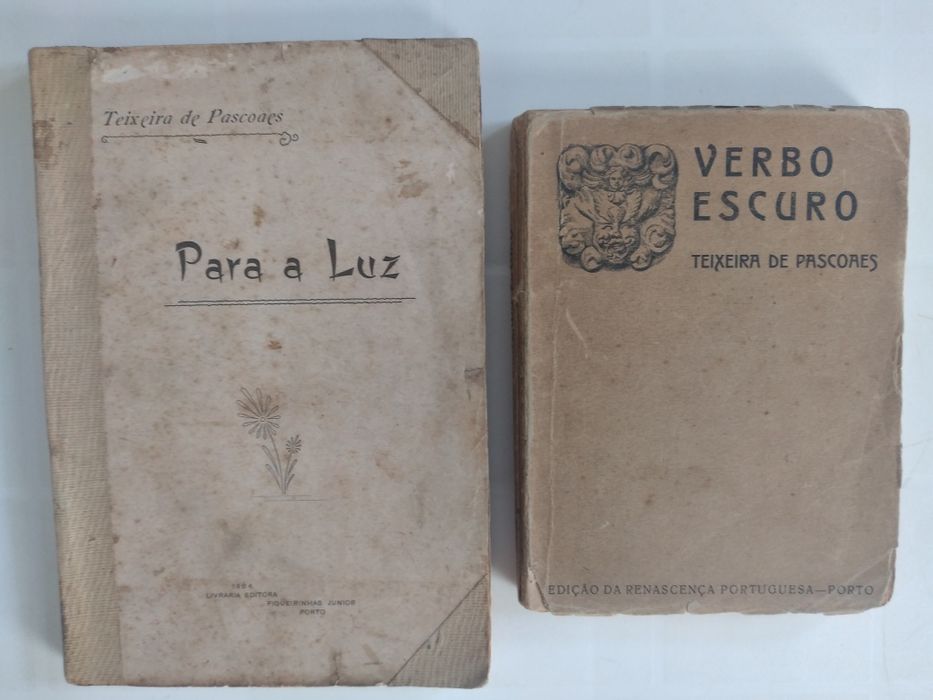 Teixeira de Pascoaes
Para a Luz
1904
LIVRARIA EDITORA
FIGUEIRINHAS JUNIOR
PORTO
VERBO
ESCURO
TEIXEIRA DE PASCOAES
EDIÇÃO DA RENASCENÇA PORTUGUESA—PORTO